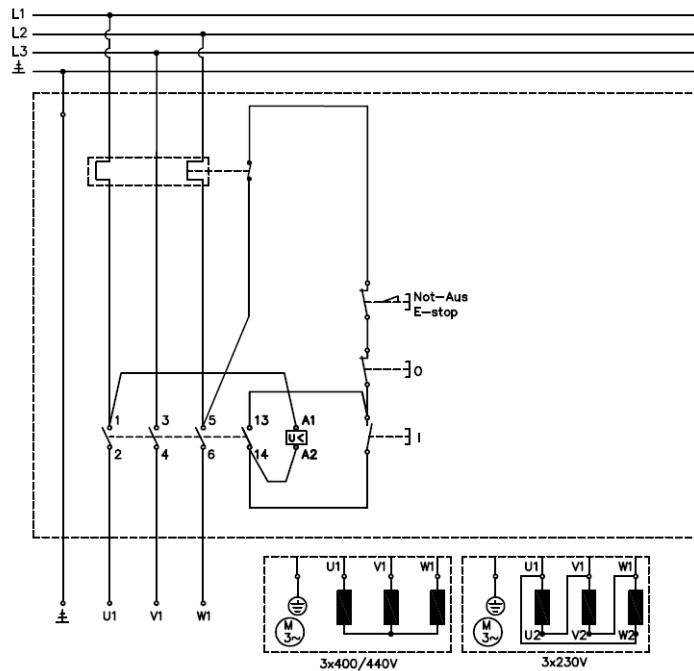 L1
L2
L3
Not-Aus
E-stop
O
1 3 5 13 A1
U< I
2 4 6 14 A2
U1 V1 W1 U1 V1 W1
U1 V1 W1
M
3~
U2 V2 W2
M
3~
3x400/440V 3x230V